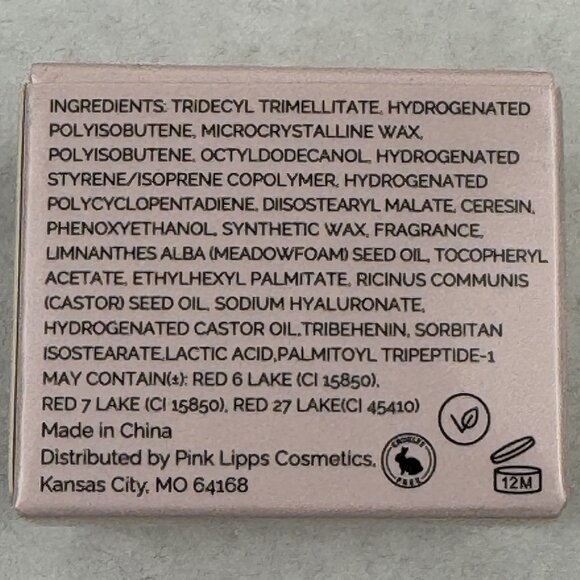 INGREDIENTS: TRIDECYL TRIMELLITATE, HYDROGENATED
POLYISOBUTENE, MICROCRYSTALLINE WAX,
POLYISOBUTENE, OCTYLDODECANOL, HYDROGENATED
STYRENE/ISOPRENE COPOLYMER, HYDROGENATED
POLYCYCLOPENTADIENE, DIISOSTEARYL MALATE, CERESIN,
PHENOXYETHANOL, SYNTHETIC WAX, FRAGRANCE,
LIMNANTHES ALBA (MEADOWFOAM) SEED OIL, TOCOPHERYL
ACETATE, ETHYLHEXYL PALMITATE, RICINUS COMMUNIS
(CASTOR) SEED OIL, SODIUM HYALURONATE,
HYDROGENATED CASTOR OIL,TRIBEHENIN, SORBITAN
ISOSTEARATE,LACTIC ACID,PALMITOYL TRIPEPTIDE-1
MAY CONTAIN(±): RED 6 LAKE (CI 15850),
RED 7 LAKE (CI 15850), RED 27 LAKE(CI 45410)
Made in China
Distributed by Pink Lipps Cosmetics,
Kansas City, MO 64168
CRUELTY
FREE
12M